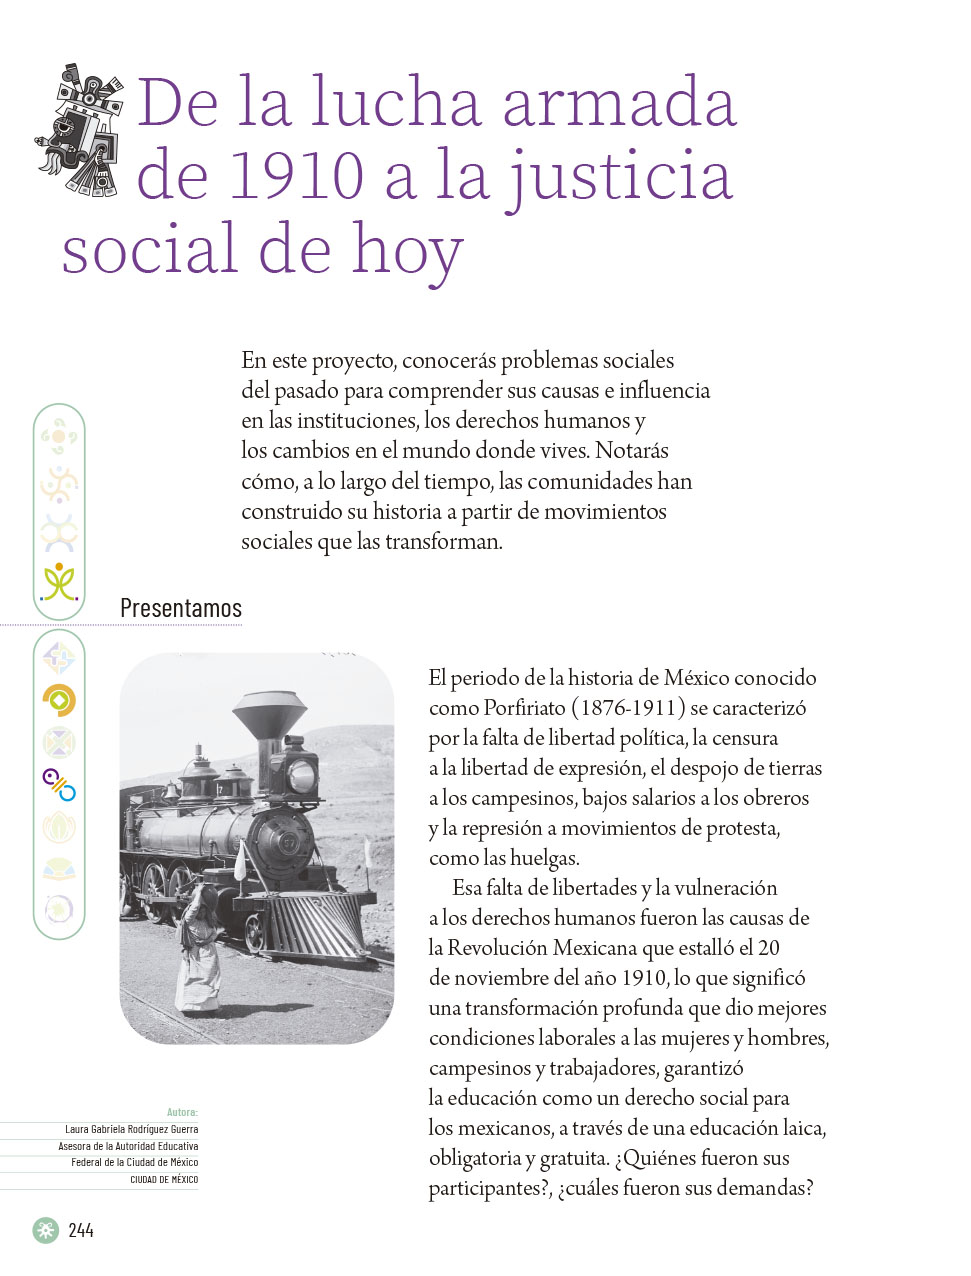 De la lucha armada
de 1910 a la justicia
social de hoy
En este proyecto, conocerás problemas sociales
del pasado para comprender sus causas e influencia
en las instituciones, los derechos humanos y
los cambios en el mundo donde vives. Notarás
cómo, a lo largo del tiempo, las comunidades han
construido su historia a partir de movimientos
sociales que las transforman.
Presentamos
El periodo de la historia de México conocido
como Porfiriato (1876-1911) se caracterizó
por la falta de libertad política, la censura
a la libertad de expresión, el despojo de tierras
a los campesinos, bajos salarios a los obreros
y la represión a movimientos de protesta,
como las huelgas.
Esa falta de libertades y la vulneración
a los derechos humanos fueron las causas de
la Revolución Mexicana que estalló el 20
de noviembre del año 1910, lo que significó
una transformación profunda que dio mejores
condiciones laborales a las mujeres y hombres,
campesinos y trabajadores, garantizó
la educación como un derecho social para
los mexicanos, a través de una educación laica,
obligatoria y gratuita. ¿Quiénes fueron sus
participantes?, ¿cuáles fueron sus demandas?
Autora:
Laura Gabriela Rodríguez Guerra
Asesora de la Autoridad Educativa
Federal de la Ciudad de México
CIUDAD DE MÉXICO
244